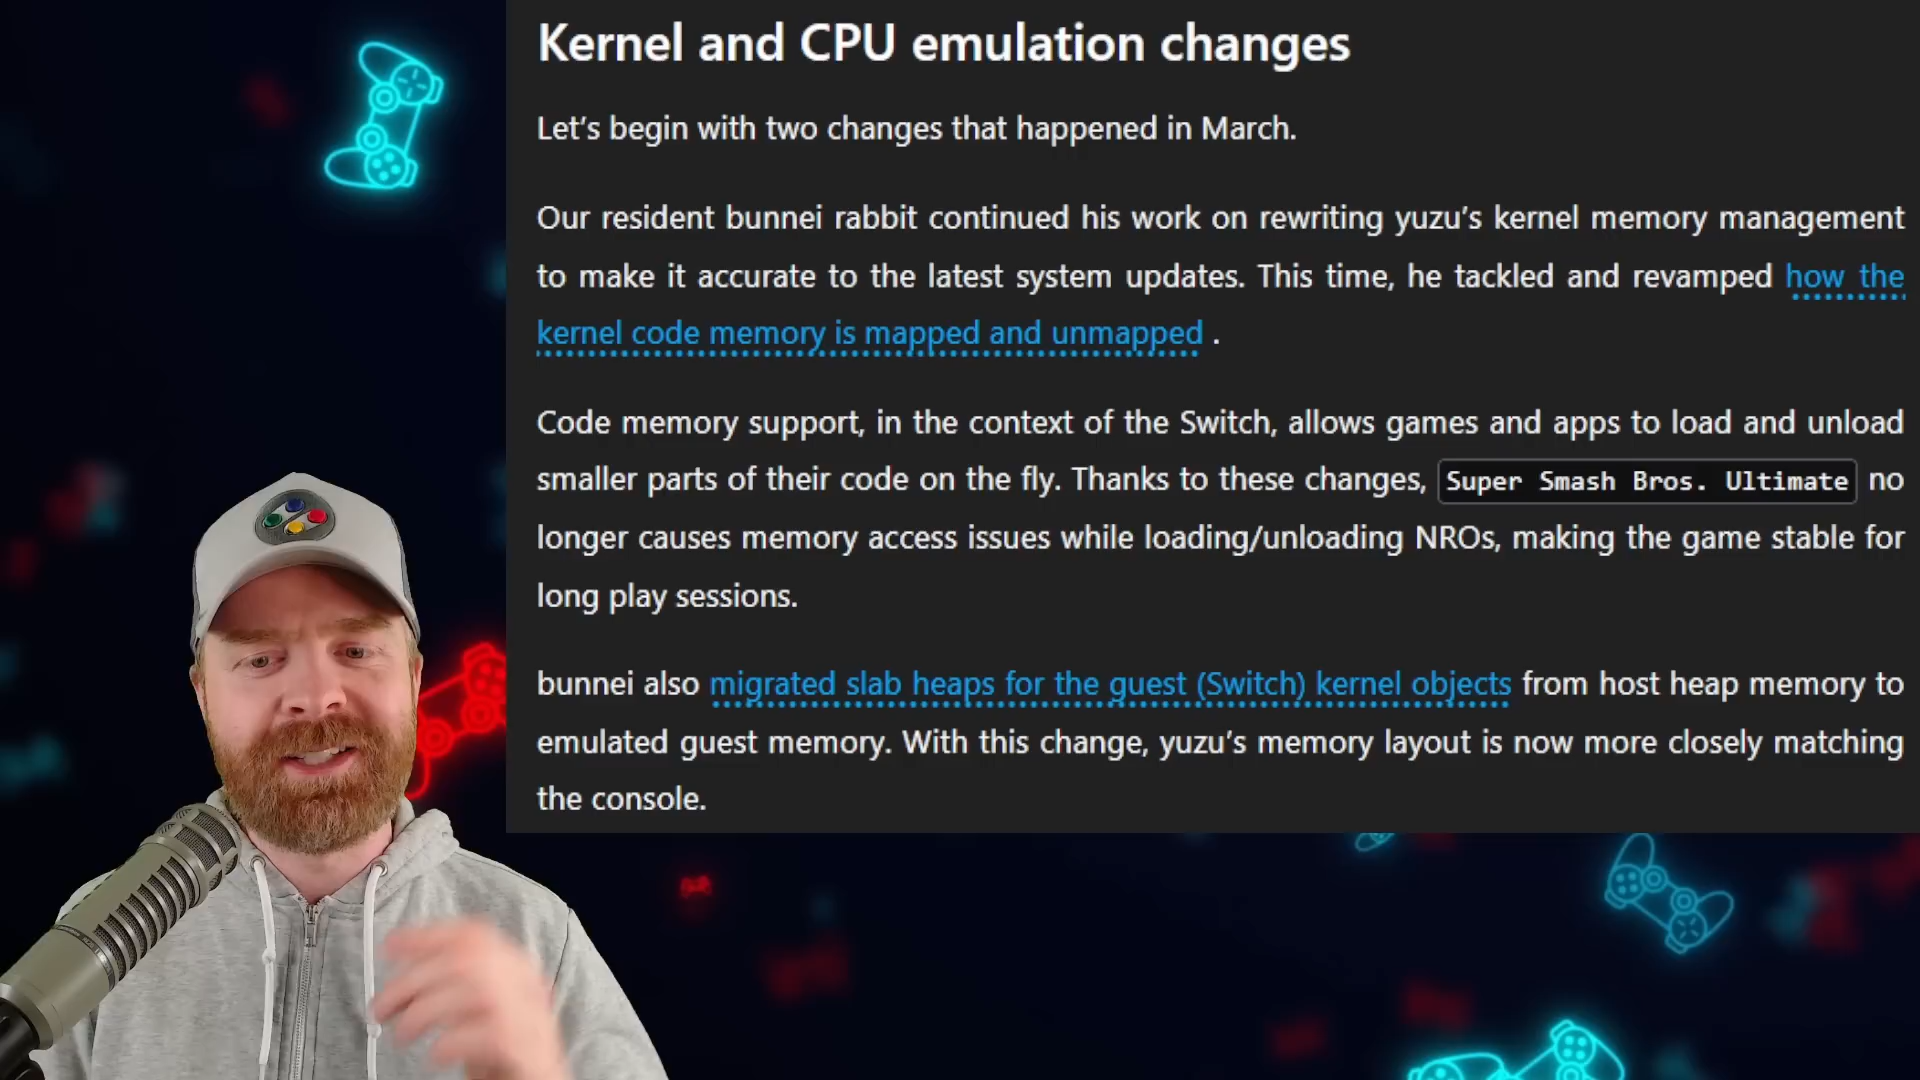 Kernel and CPU emulation changes
Let’s begin with two changes that happened in March.
Our resident bunnei rabbit continued his work on rewriting yuzu’s kernel memory management
to make it accurate to the latest system updates. This time, he tackled and revamped how the
kernel code memory is mapped and unmapped .
Code memory support, in the context of the Switch, allows games and apps to load and unload
smaller parts of their code on the fly. Thanks to these changes, Super Smash Bros. Ultimate no
longer causes memory access issues while loading/unloading NROs, making the game stable for
long play sessions.
bunnei also migrated slab heaps for the guest (Switch) kernel objects from host heap memory to
emulated guest memory. With this change, yuzu’s memory layout is now more closely matching
the console.